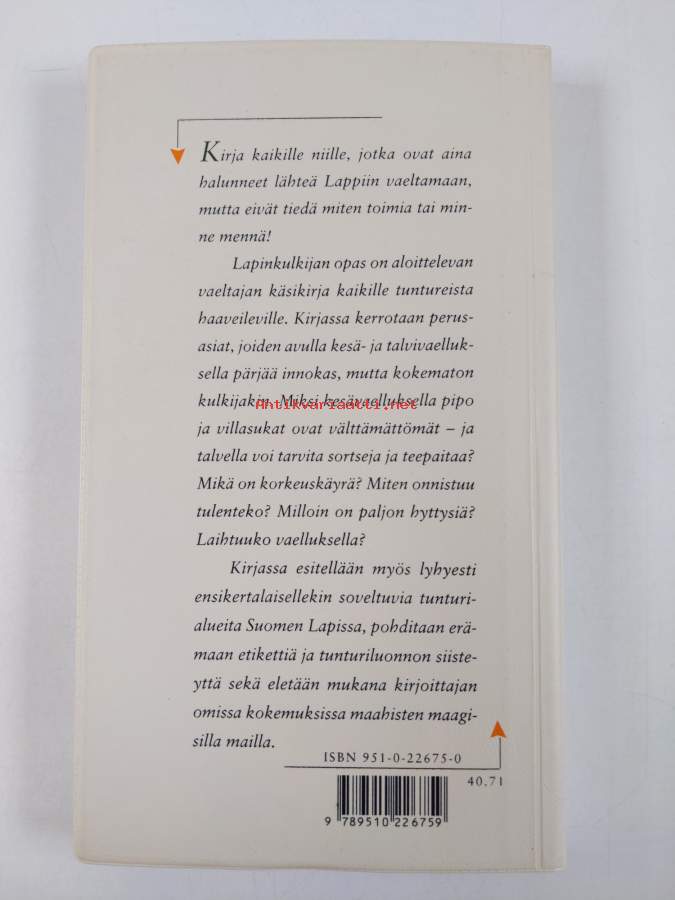 Kirja kaikille niille, jotka ovat aina
halunneet lähteä Lappiin vaeltamaan,
mutta eivät tiedä miten toimia tai min-
ne mennä!
Lapinkulkijan opas on aloittelevan
vaeltajan käsikirja kaikille tuntureista
haaveileville. Kirjassa kerrotaan perus-
asiat, joiden avulla kesä- ja talvivaelluk-
sella pärjää innokas, mutta kokematon
kulkijakin. Miksi kesävaelluksella pipo
Antikvariaatti.net
ja villasukat ovat välttämättömät – ja
talvella voi tarvita sortseja ja teepaitaa?
Mikä on korkeuskäyrä? Miten onnistuu
tulenteko? Milloin on paljon hyttysiä?
Laihtuuko vaelluksella?
Kirjassa esitellään myös lyhyesti
ensikertalaisellekin soveltuvia tunturi-
alueita Suomen Lapissa, pohditaan erä-
maan etikettiä ja tunturiluonnon siiste-
yttä sekä eletään mukana kirjoittajan
omissa kokemuksissa maahisten maagi-
silla mailla.
ISBN 951-0-22675-0
40.71
9 789510 226759